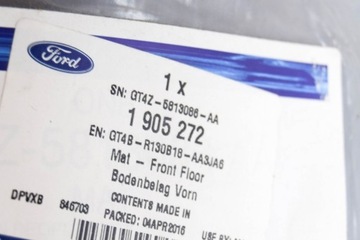 Ford
1 x
SN: GT4Z-5813086-AA
1 905 272
EN: GT4B-R130B18-AA3JA6
Mat - Front Floor
Bodenbelag Vorn
CONTENTS MADE IN
DPVXB 846703 PACKED: 04APR2016